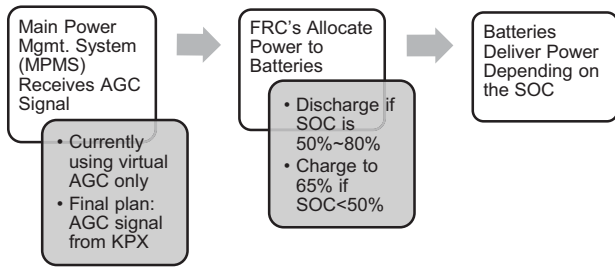 Main Power
Mgmt. System
(MPMS)
Receives AGC
Signal
• Currently
using virtual
AGC only
• Final plan:
AGC signal
from KPX
FRC's Allocate
Power to
Batteries
• Discharge if
SOC is
50%~80%
• Charge to
65% if
SOC<50%
Batteries
Deliver Power
Depending on
the SOC